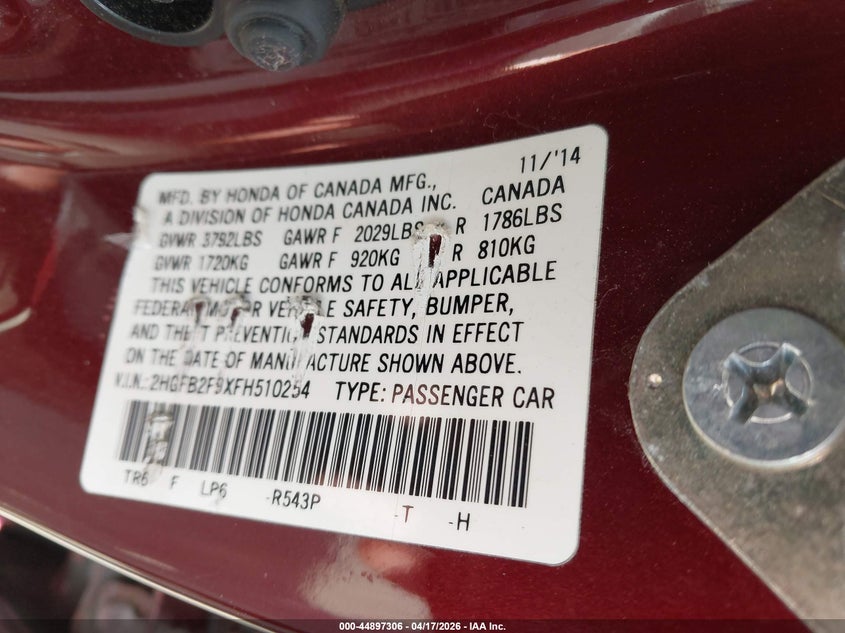 11/'14
MFD. BY HONDA OF CANADA MFG.,
A DIVISION OF HONDA CANADA INC. CANADA
GVWR 3792LBS GAWR F 2029LBS R 1786LBS
GVWR 1720KG GAWR F 920KG R 810KG
THIS VEHICLE CONFORMS TO ALL APPLICABLE
FEDERAL MOTOR VEHICLE SAFETY, BUMPER,
AND THEFT PREVENTION STANDARDS IN EFFECT
ON THE DATE OF MANUFACTURE SHOWN ABOVE.
V.I.N.: 2HGFB2F9XFH510254 TYPE: PASSENGER CAR
TR6 F LP6 -R543P -T -H
000-44897306 | 04/17/2026 | IAA Inc.